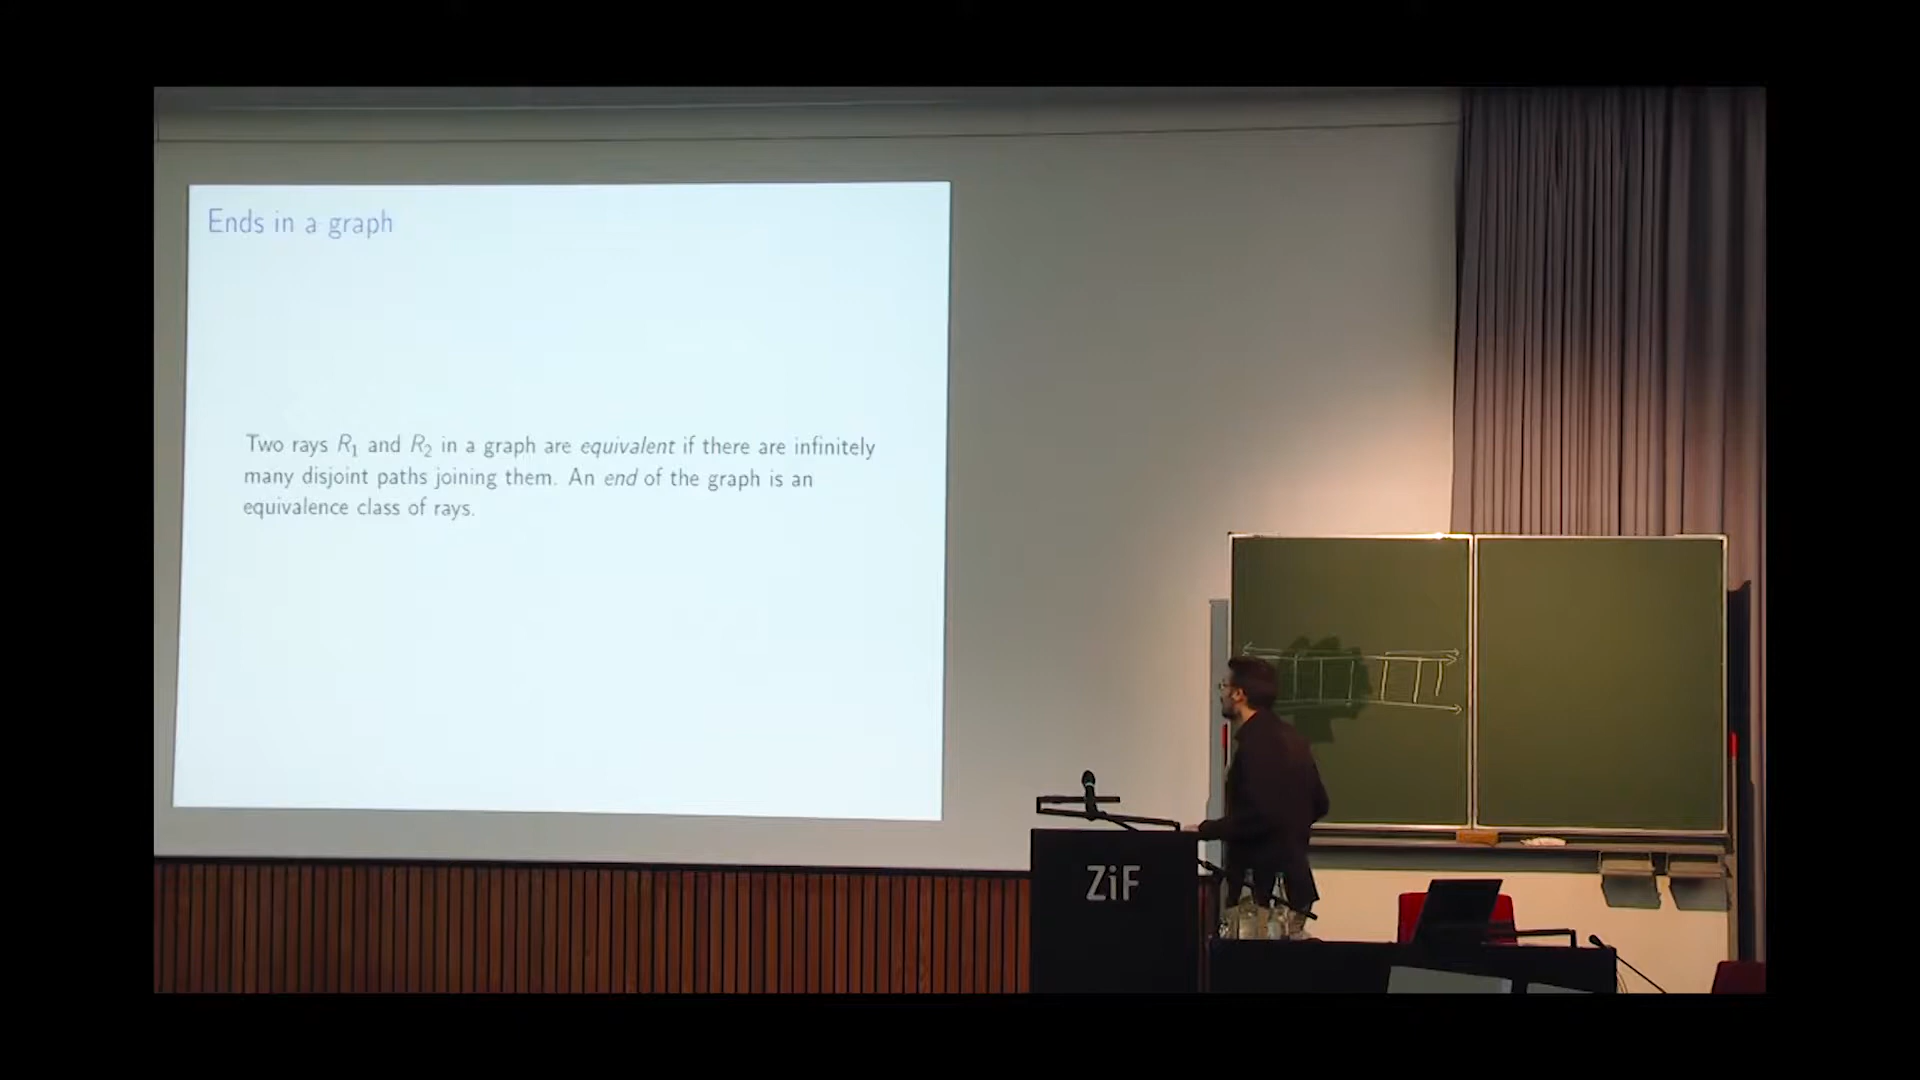 Ends in a graph
Two rays R₁ and R₂ in a graph are equivalent if there are infinitely
many disjoint paths joining them. An end of the graph is an
equivalence class of rays.
ZiF